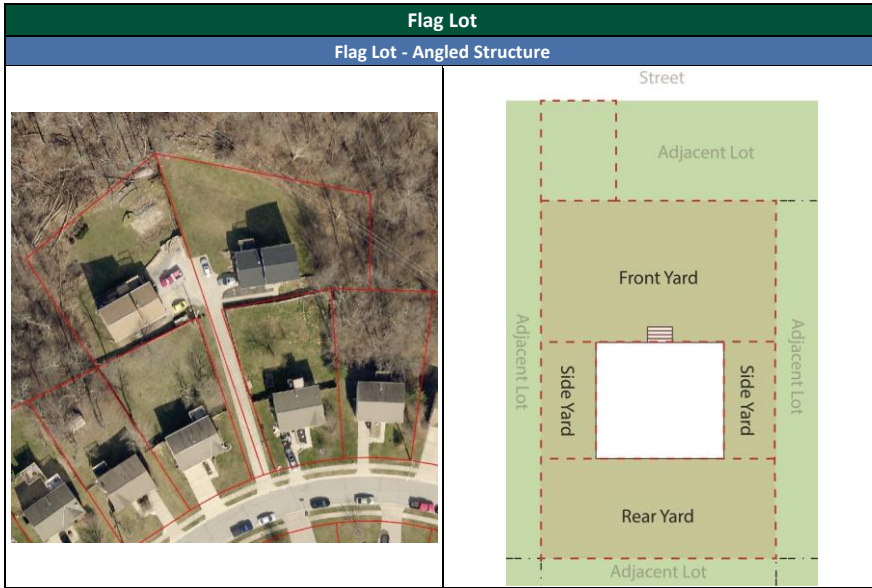 Flag Lot
Flag Lot - Angled Structure
Street
Adjacent Lot
Front Yard
Adjacent Lot
Side Yard
Side Yard
Adjacent Lot
Rear Yard
Adjacent Lot